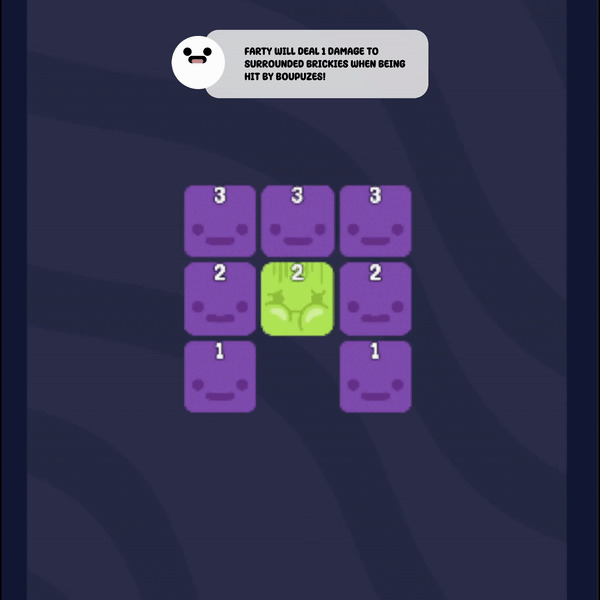 FARTY WILL DEAL 1 DAMAGE TO
SURROUNDED BRICKIES WHEN BEING
HIT BY BOUPUZES!
3 3 3
2 2 2
1 1